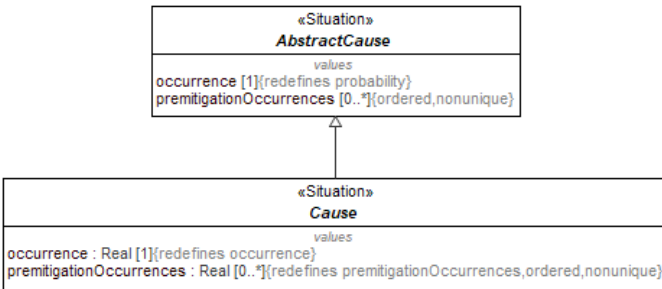 «Situation»
AbstractCause
values
occurrence [1]{redefines probability}
premitigationOccurrences [0..*]{ordered,nonunique}
«Situation»
Cause
values
occurrence : Real [1]{redefines occurrence}
premitigationOccurrences : Real [0..*]{redefines premitigationOccurrences,ordered,nonunique}